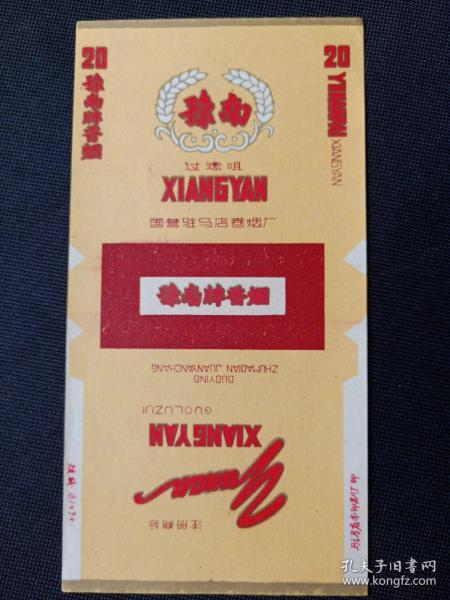 20
豫南牌香烟
豫南
过滤咀
XIANGYAN
国营驻马店卷烟厂
20
YUNAN
XIANGYAN
豫南牌香烟
GUOYING
ZHUMADIAN JUANYANCHANG
GUOLUZUI
XIANGYAN
Yunan
注册商标
孔夫子旧书网
www.kongfz.com